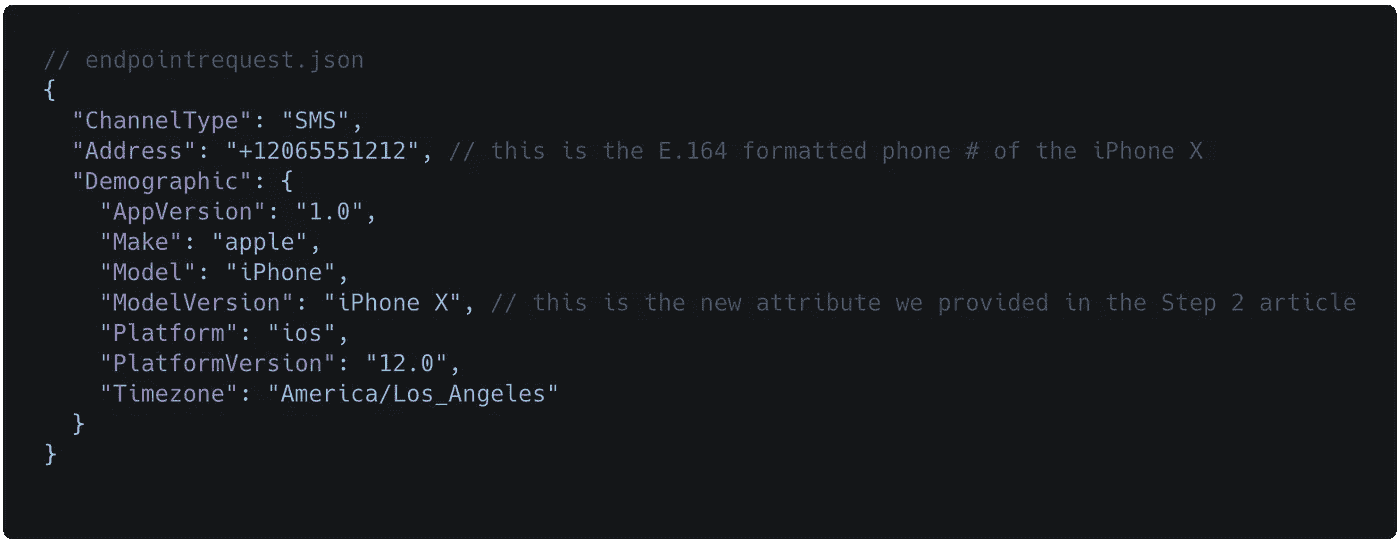 // endpointrequest.json
{
"ChannelType": "SMS",
"Address": "+12065551212", // this is the E.164 formatted phone # of the iPhone X
"Demographic": {
"AppVersion": "1.0",
"Make": "apple",
"Model": "iPhone",
"ModelVersion": "iPhone X", // this is the new attribute we provided in the Step 2 article
"Platform": "ios",
"PlatformVersion": "12.0",
"Timezone": "America/Los_Angeles"
}
}